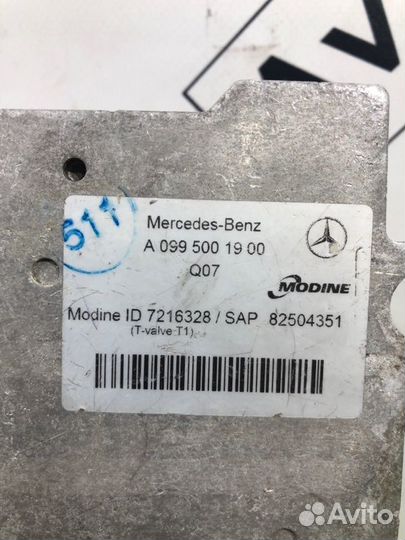 511
Mercedes-Benz
A 099 500 19 00
Q07
MODINE
Modine ID 7216328 / SAP 82504351
(T-valve T1)
Avito